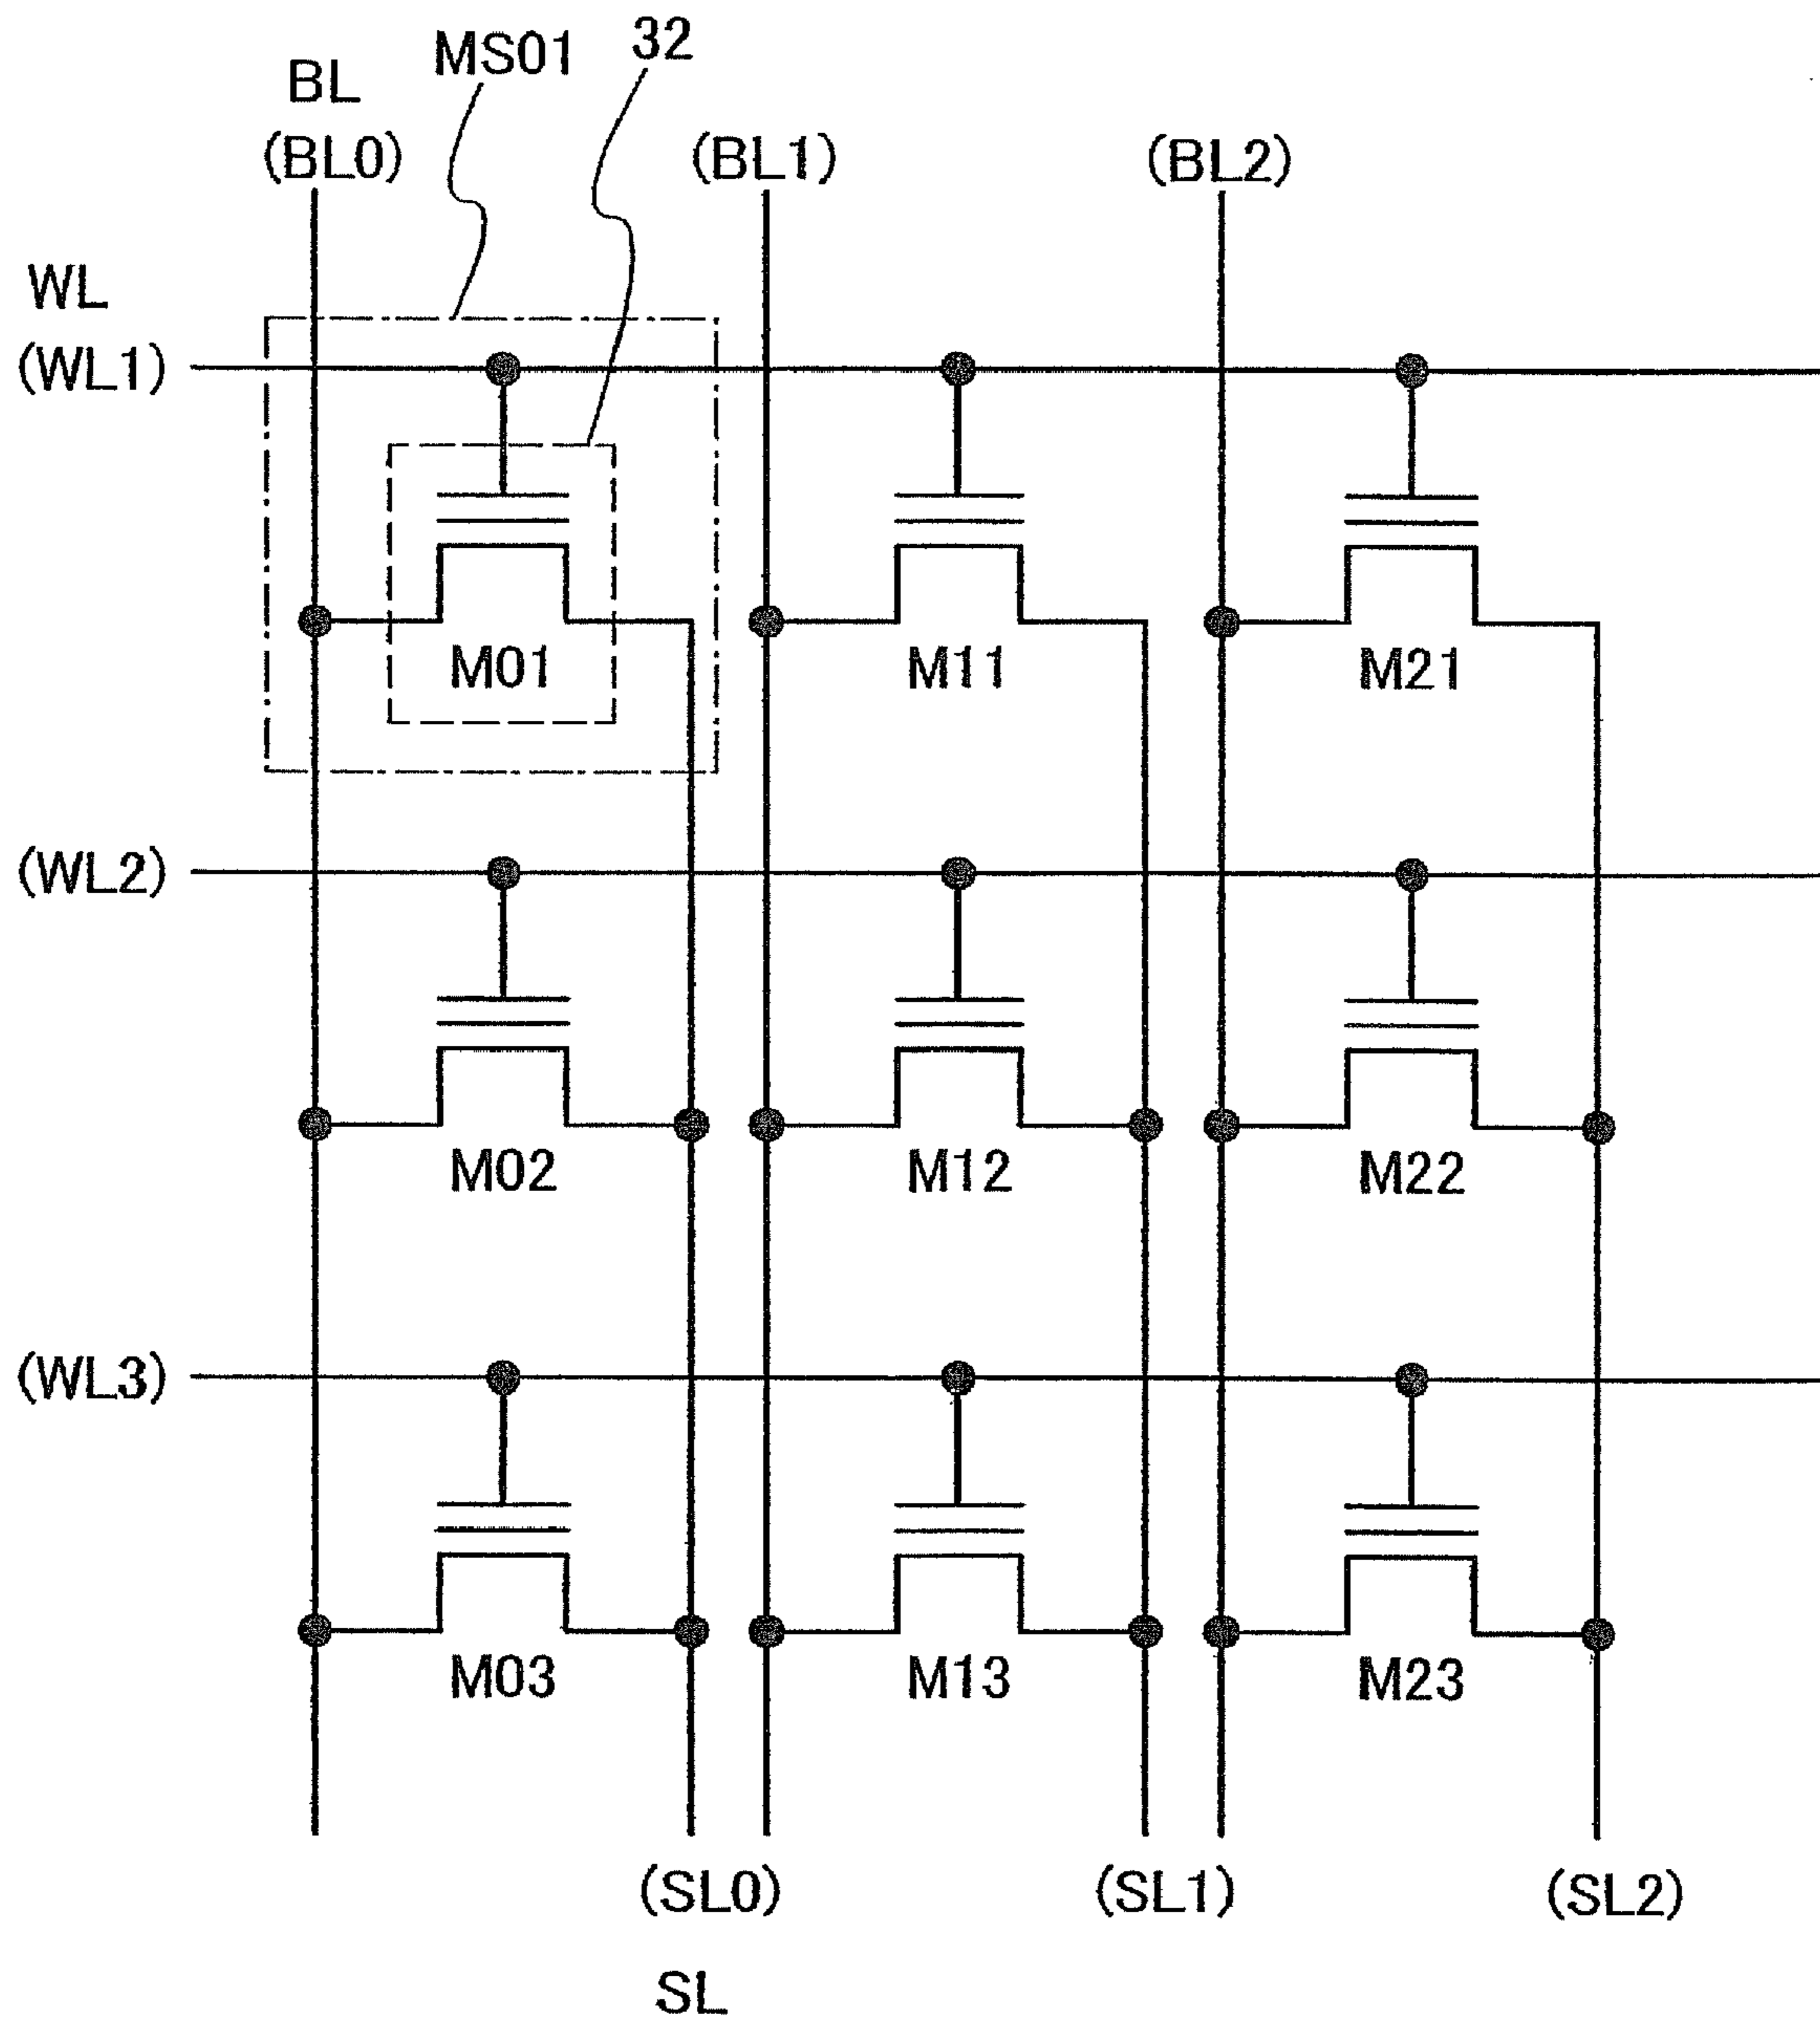 MS01
32
BL
(BL0)
(BL1)
(BL2)
WL
(WL1)
M01
M11
M21
(WL2)
M02
M12
M22
(WL3)
M03
M13
M23
(SL0)
(SL1)
(SL2)
SL